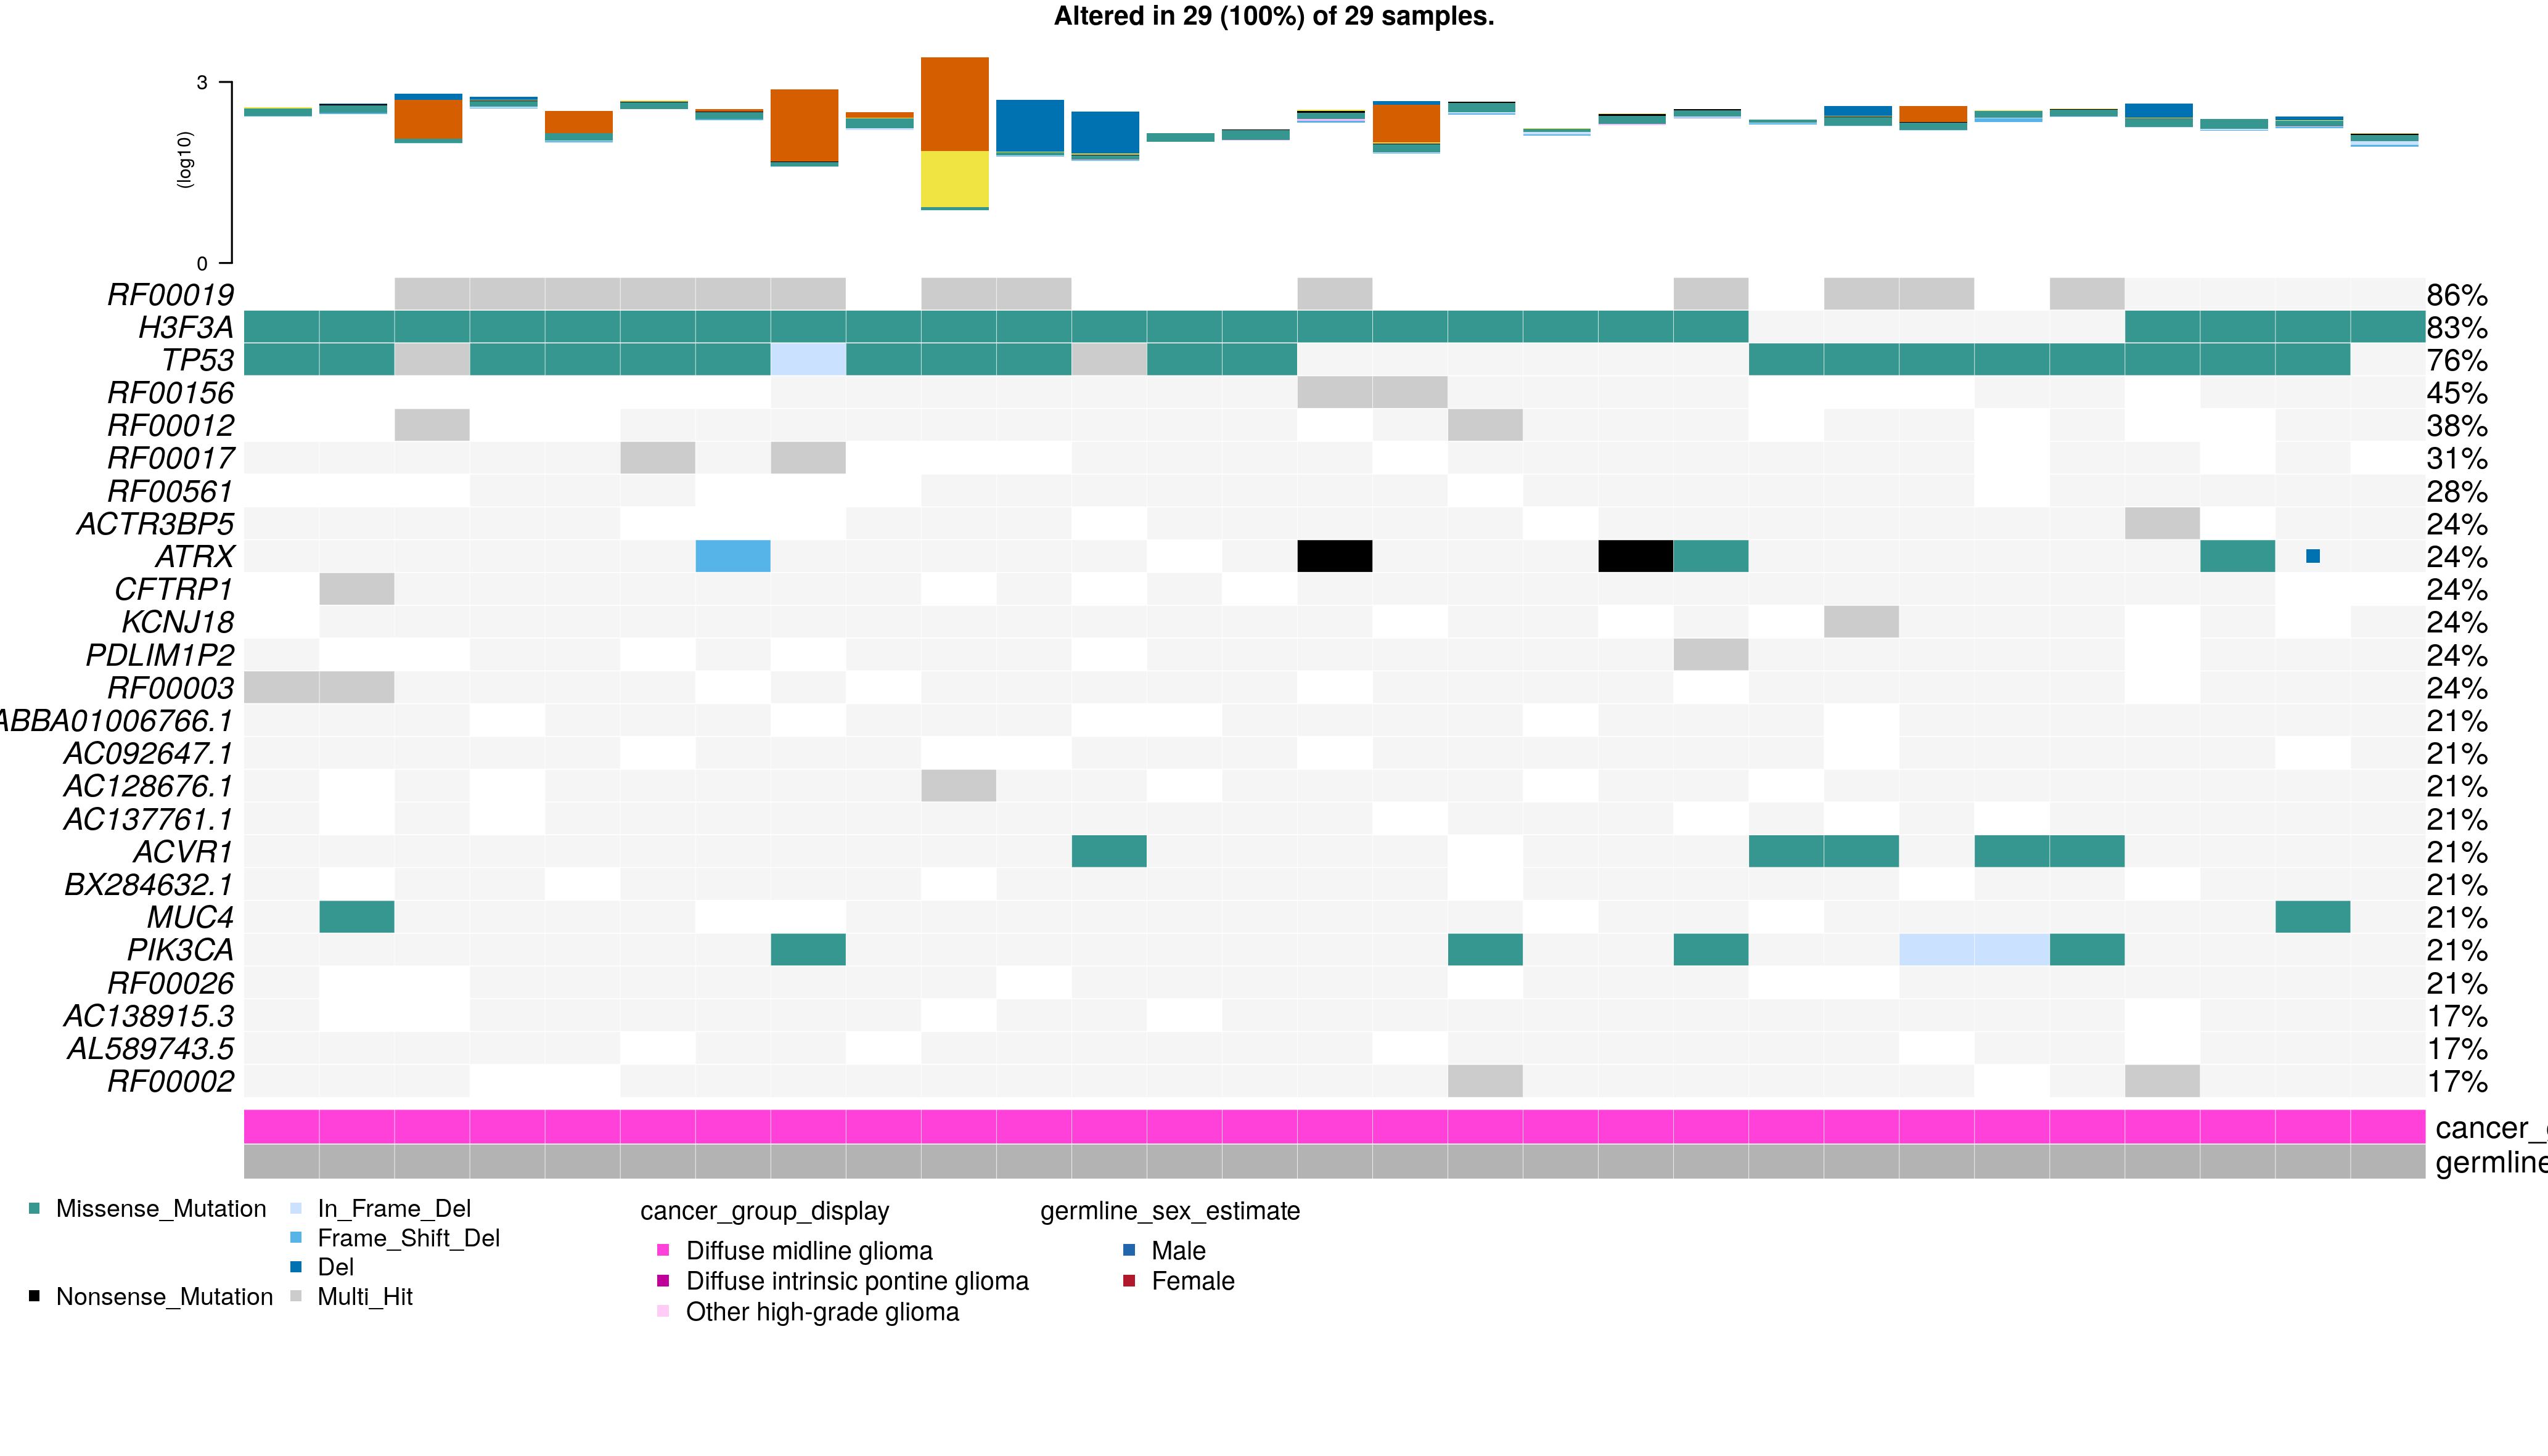 Altered in 29 (100%) of 29 samples.
3
(log10)
0
RF00019 86%
H3F3A 83%
TP53 76%
RF00156 45%
RF00012 38%
RF00017 31%
RF00561 28%
ACTR3BP5 24%
ATRX 24%
CFTRP1 24%
KCNJ18 24%
PDLIM1P2 24%
RF00003 24%
ABBA01006766.1 21%
AC092647.1 21%
AC128676.1 21%
AC137761.1 21%
ACVR1 21%
BX284632.1 21%
MUC4 21%
PIK3CA 21%
RF00026 21%
AC138915.3 17%
AL589743.5 17%
RF00002 17%
cancer_
germline
Missense_Mutation
Nonsense_Mutation
In_Frame_Del
Frame_Shift_Del
Del
Multi_Hit
cancer_group_display
Diffuse midline glioma
Diffuse intrinsic pontine glioma
Other high-grade glioma
germline_sex_estimate
Male
Female